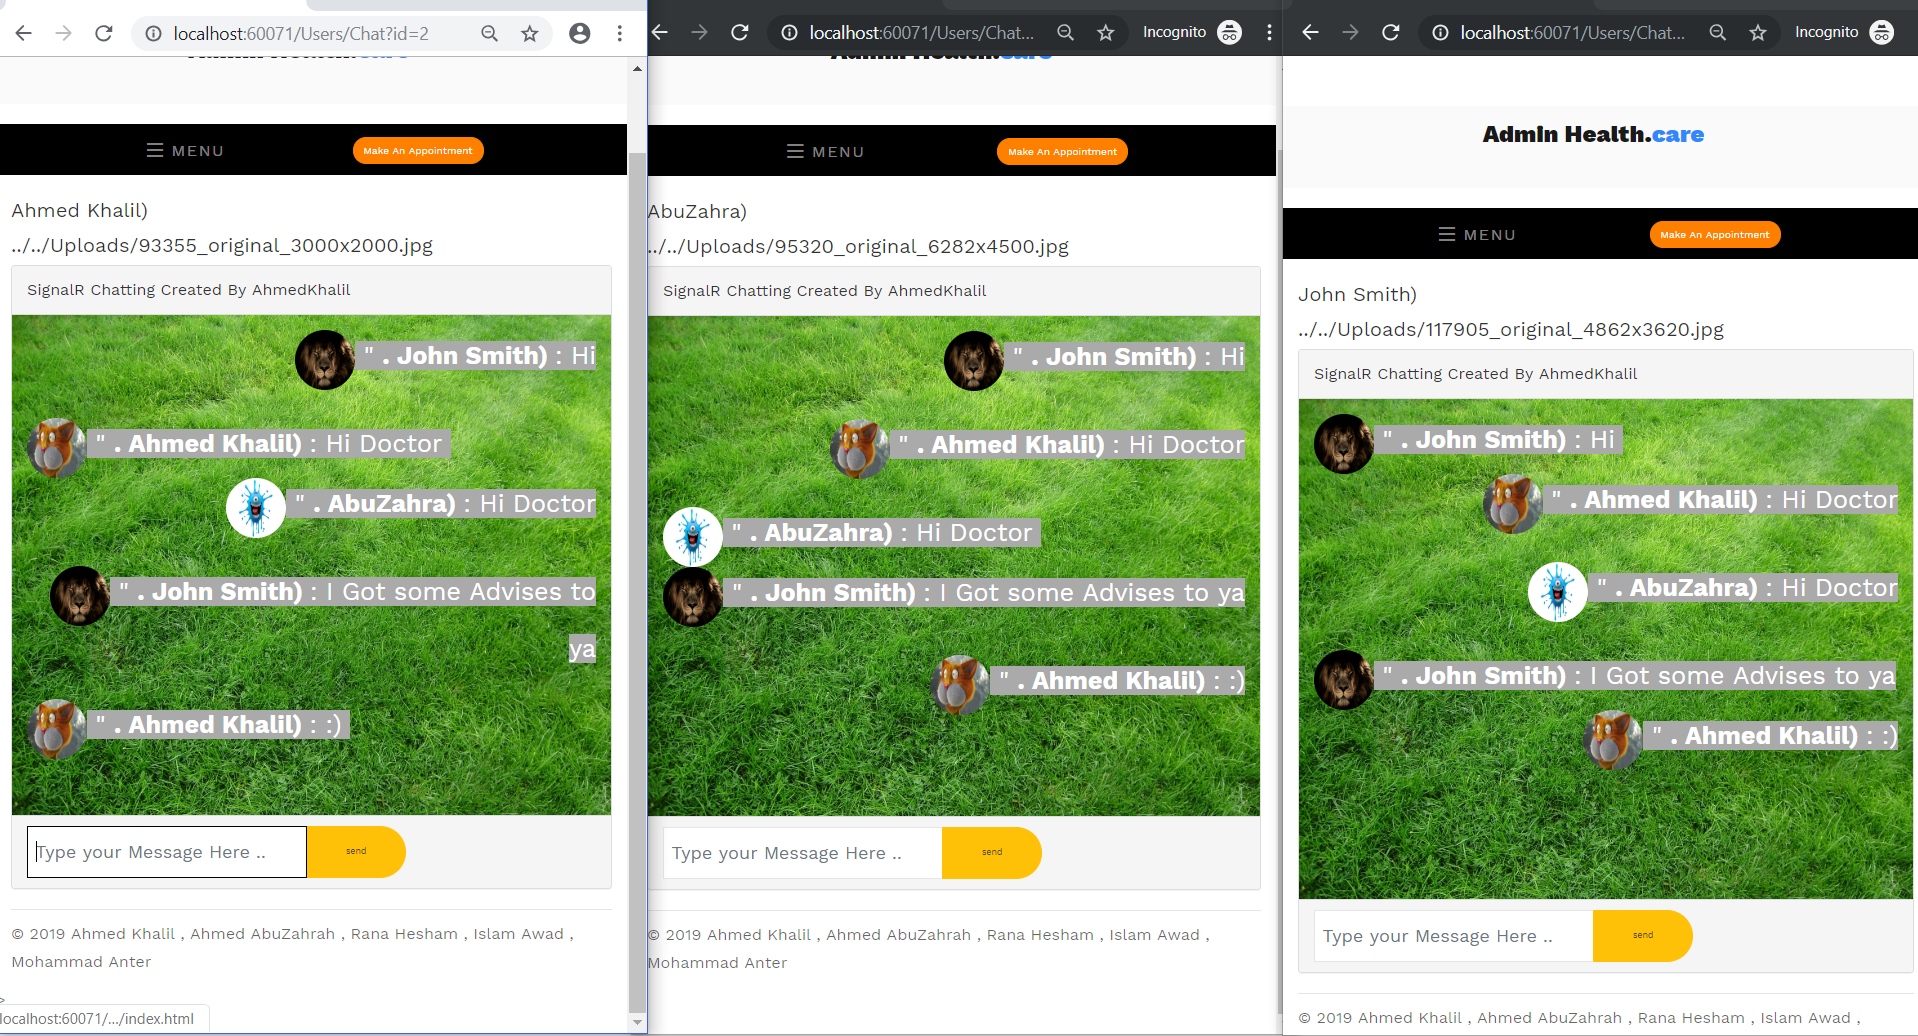 localhost:60071/Users/Chat?id=2
Admin Health.care
MENU
Make An Appointment
Ahmed Khalil)
../../Uploads/93355_original_3000x2000.jpg
SignalR Chatting Created By AhmedKhalil
" . John Smith) : Hi
" . Ahmed Khalil) : Hi Doctor
" . AbuZahra) : Hi Doctor
" . John Smith) : I Got some Advises to
ya
" . Ahmed Khalil) : :)
Type your Message Here ..
send
© 2019 Ahmed Khalil , Ahmed AbuZahrah , Rana Hesham , Islam Awad ,
Mohammad Anter
>
localhost:60071/.../index.html
localhost:60071/Users/Chat...
Incognito
Admin Health.care
MENU
Make An Appointment
AbuZahra)
../../Uploads/95320_original_6282x4500.jpg
SignalR Chatting Created By AhmedKhalil
" . John Smith) : Hi
" . Ahmed Khalil) : Hi Doctor
" . AbuZahra) : Hi Doctor
" . John Smith) : I Got some Advises to ya
" . Ahmed Khalil) : :)
Type your Message Here ..
send
© 2019 Ahmed Khalil , Ahmed AbuZahrah , Rana Hesham , Islam Awad ,
Mohammad Anter
localhost:60071/Users/Chat...
Incognito
Admin Health.care
MENU
Make An Appointment
John Smith)
../../Uploads/117905_original_4862x3620.jpg
SignalR Chatting Created By AhmedKhalil
" . John Smith) : Hi
" . Ahmed Khalil) : Hi Doctor
" . AbuZahra) : Hi Doctor
" . John Smith) : I Got some Advises to ya
" . Ahmed Khalil) : :)
Type your Message Here ..
send
© 2019 Ahmed Khalil , Ahmed AbuZahrah , Rana Hesham , Islam Awad ,